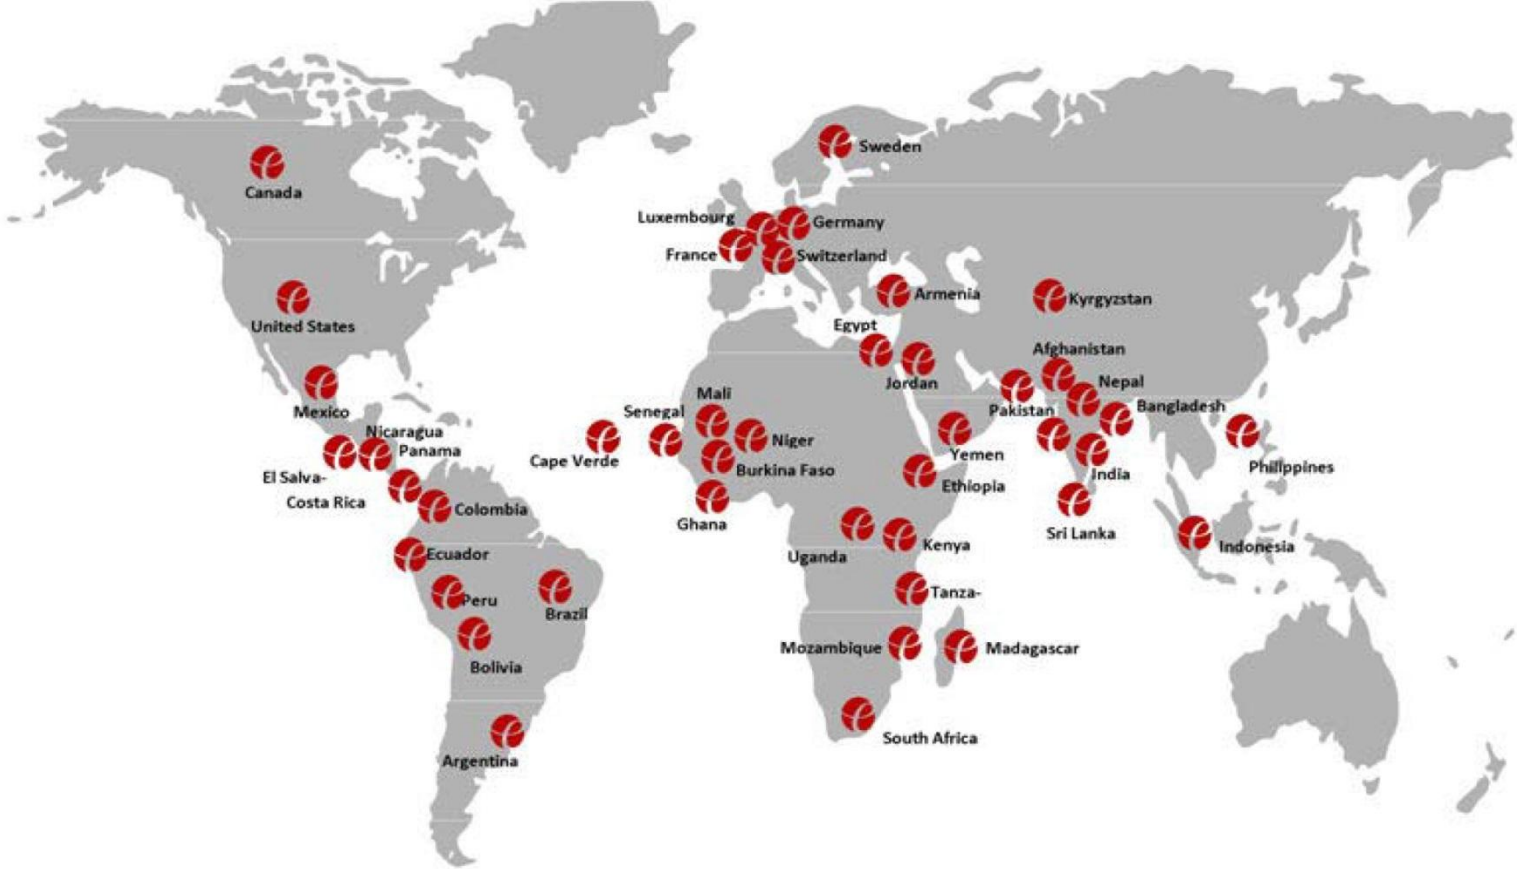 Sweden
Canada
Luxembourg
Germany
France
Switzerland
Armenia
Kyrgyzstan
United States
Egypt
Afghanistan
Jordan
Nepal
Mexico
Mali
Pakistan
Bangladesh
Senegal
Nicaragua
Niger
Panama
Cape Verde
Yemen
Burkina Faso
India
Philippines
El Salva-
Ethiopia
Costa Rica
Colombia
Ghana
Sri Lanka
Kenya
Indonesia
Ecuador
Uganda
Peru
Tanza-
Brazil
Mozambique
Madagascar
Bolivia
South Africa
Argentina